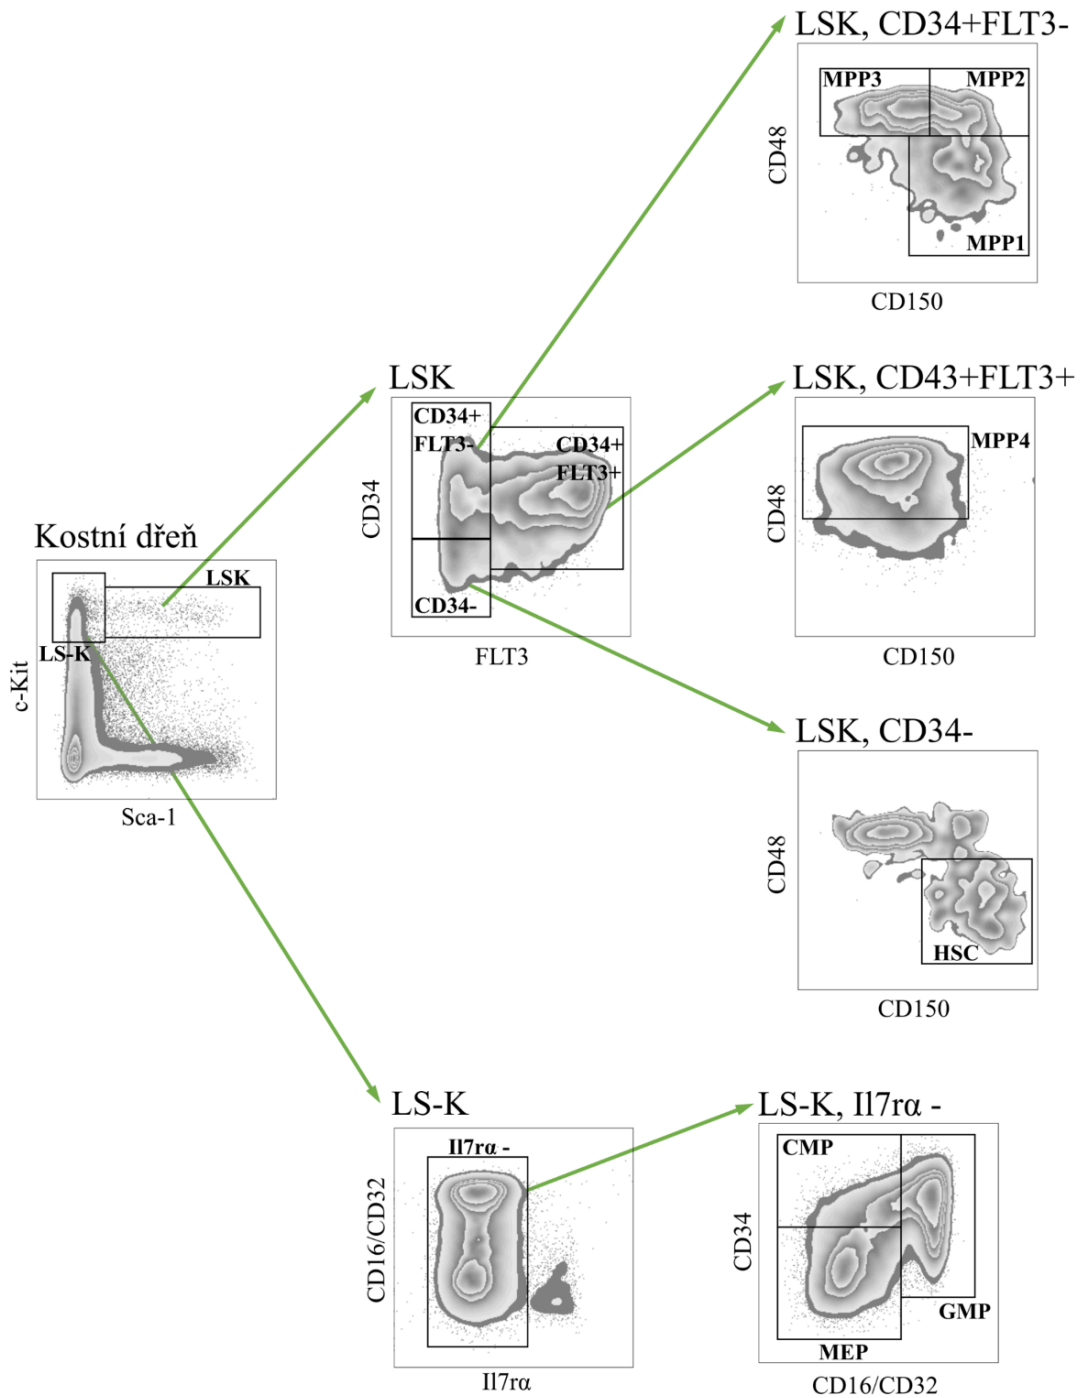 LSK, CD34+FLT3-
MPP3
MPP2
MPP1
CD48
CD150
LSK
CD34+
FLT3-
CD34+
FLT3+
CD34-
CD34
FLT3
LSK, CD43+FLT3+
MPP4
CD48
CD150
Kostní dřeň
LSK
LS-K
c-Kit
Sca-1
LSK, CD34-
HSC
CD48
CD150
LS-K
Il7rα -
CD16/CD32
Il7rα
LS-K, Il7rα -
CMP
GMP
MEP
CD34
CD16/CD32